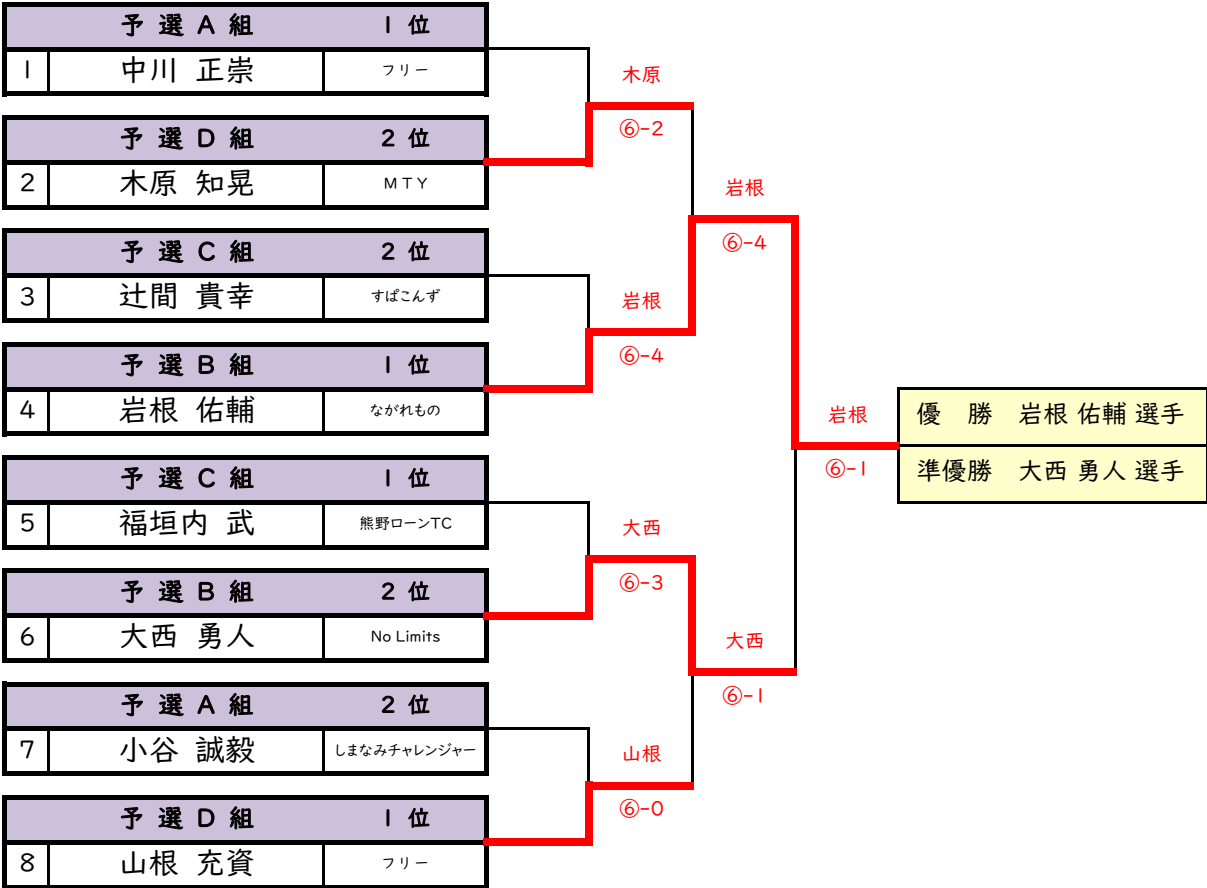 予 選 A 組 1 位
1 中川 正崇 フリー
予 選 D 組 2 位
2 木原 知晃 MTY
予 選 C 組 2 位
3 辻間 貴幸 すぱこんず
予 選 B 組 1 位
4 岩根 佑輔 ながれもの
予 選 C 組 1 位
5 福垣内 武 熊野ローンTC
予 選 B 組 2 位
6 大西 勇人 No Limits
予 選 A 組 2 位
7 小谷 誠毅 しまなみチャレンジャー
予 選 D 組 1 位
8 山根 充資 フリー
木原
⑥-2
岩根
⑥-4
大西
⑥-3
山根
⑥-0
岩根
⑥-4
大西
⑥-1
岩根
⑥-1
優 勝 岩根 佑輔 選手
準優勝 大西 勇人 選手